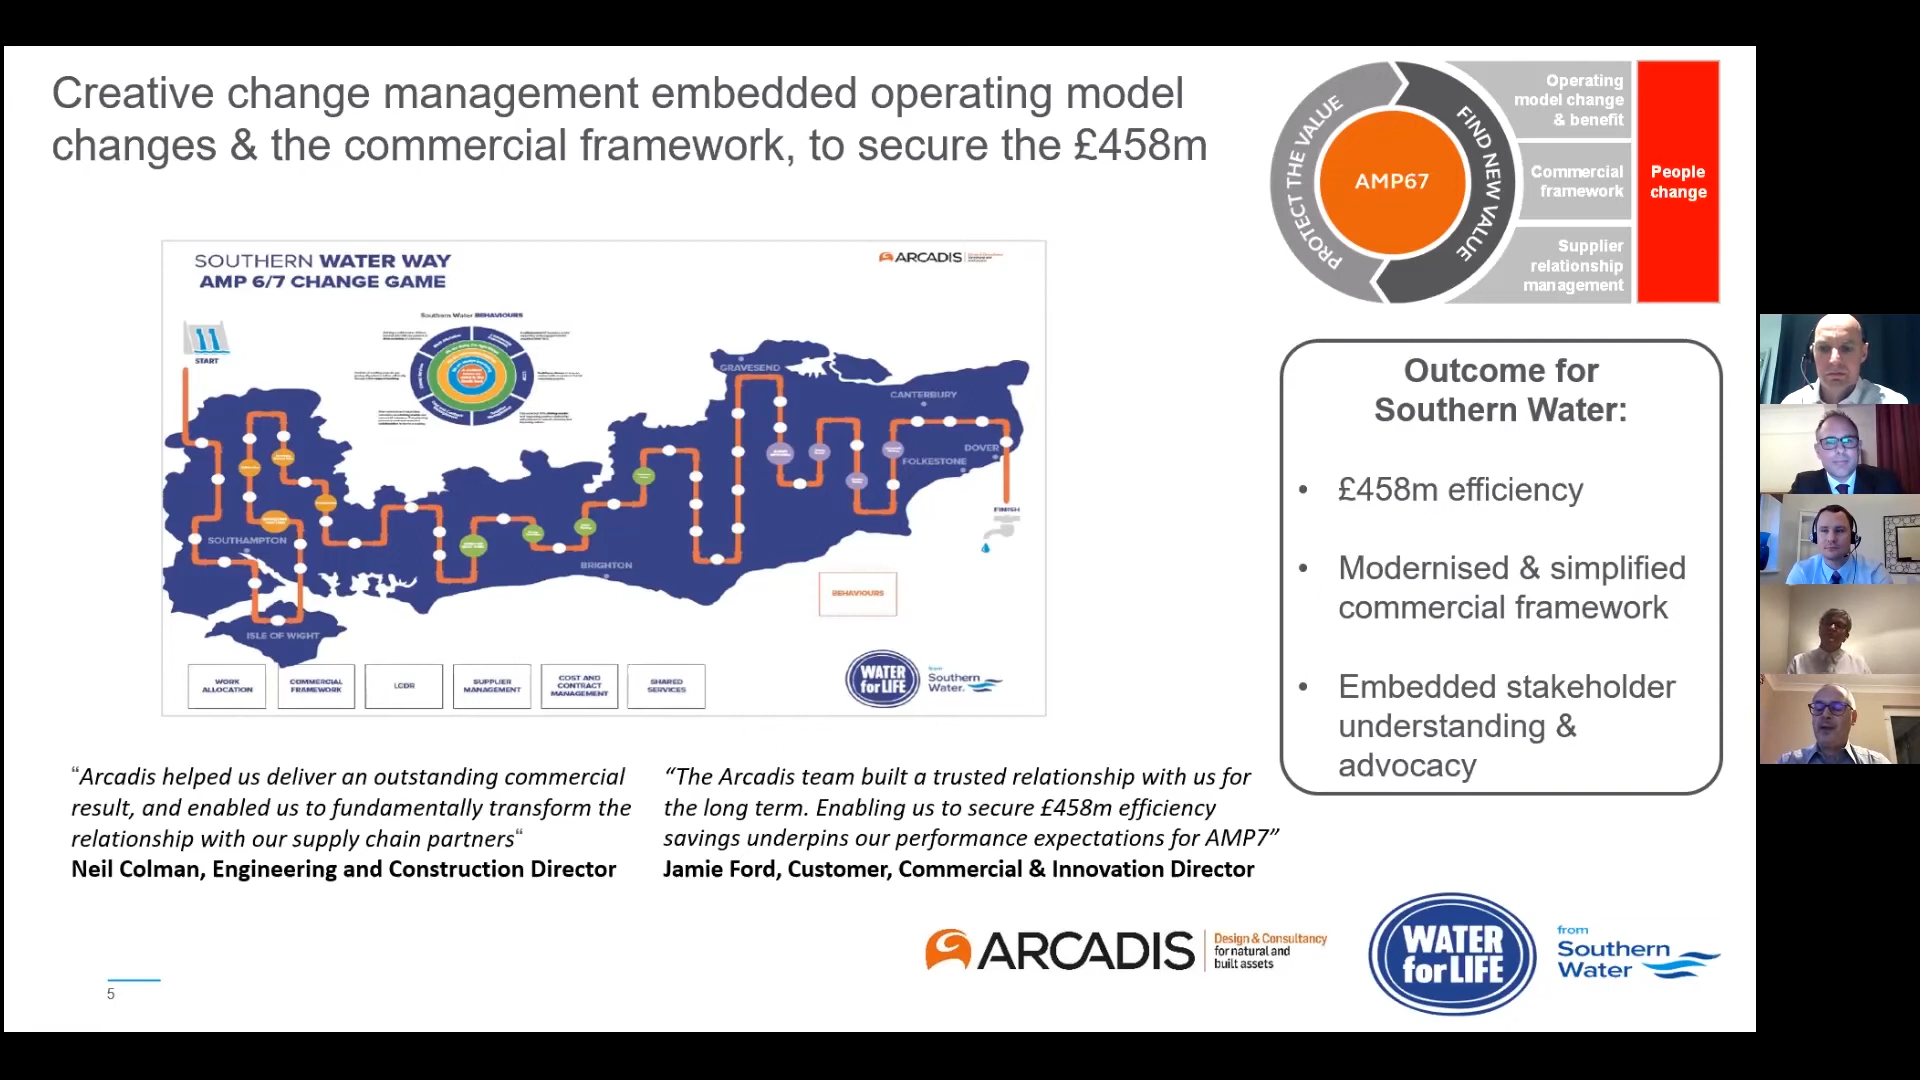 Creative change management embedded operating model
changes & the commercial framework, to secure the £458m
PROTECT THE VALUE
AMP67
FIND NEW VALUE
Operating
model change
& benefit
Commercial
framework
Supplier
relationship
management
People
change
SOUTHERN WATER WAY
AMP 6/7 CHANGE GAME
ARCADIS
START
Southern Water BEHAVIOURS
GRAVESEND
CANTERBURY
DOVER
FOLKESTONE
FINISH
SOUTHAMPTON
BRIGHTON
ISLE OF WIGHT
BEHAVIOURS
WORK
ALLOCATION
COMMERCIAL
FRAMEWORK
LCDR
SUPPLIER
MANAGEMENT
COST AND
CONTRACT
MANAGEMENT
SHARED
SERVICES
WATER
for LIFE
from
Southern
Water.
Outcome for
Southern Water:
• £458m efficiency
• Modernised & simplified
commercial framework
• Embedded stakeholder
understanding &
advocacy
“Arcadis helped us deliver an outstanding commercial
result, and enabled us to fundamentally transform the
relationship with our supply chain partners“
Neil Colman, Engineering and Construction Director
“The Arcadis team built a trusted relationship with us for
the long term. Enabling us to secure £458m efficiency
savings underpins our performance expectations for AMP7”
Jamie Ford, Customer, Commercial & Innovation Director
ARCADIS
Design & Consultancy
for natural and
built assets
WATER
for LIFE
from
Southern
Water
5